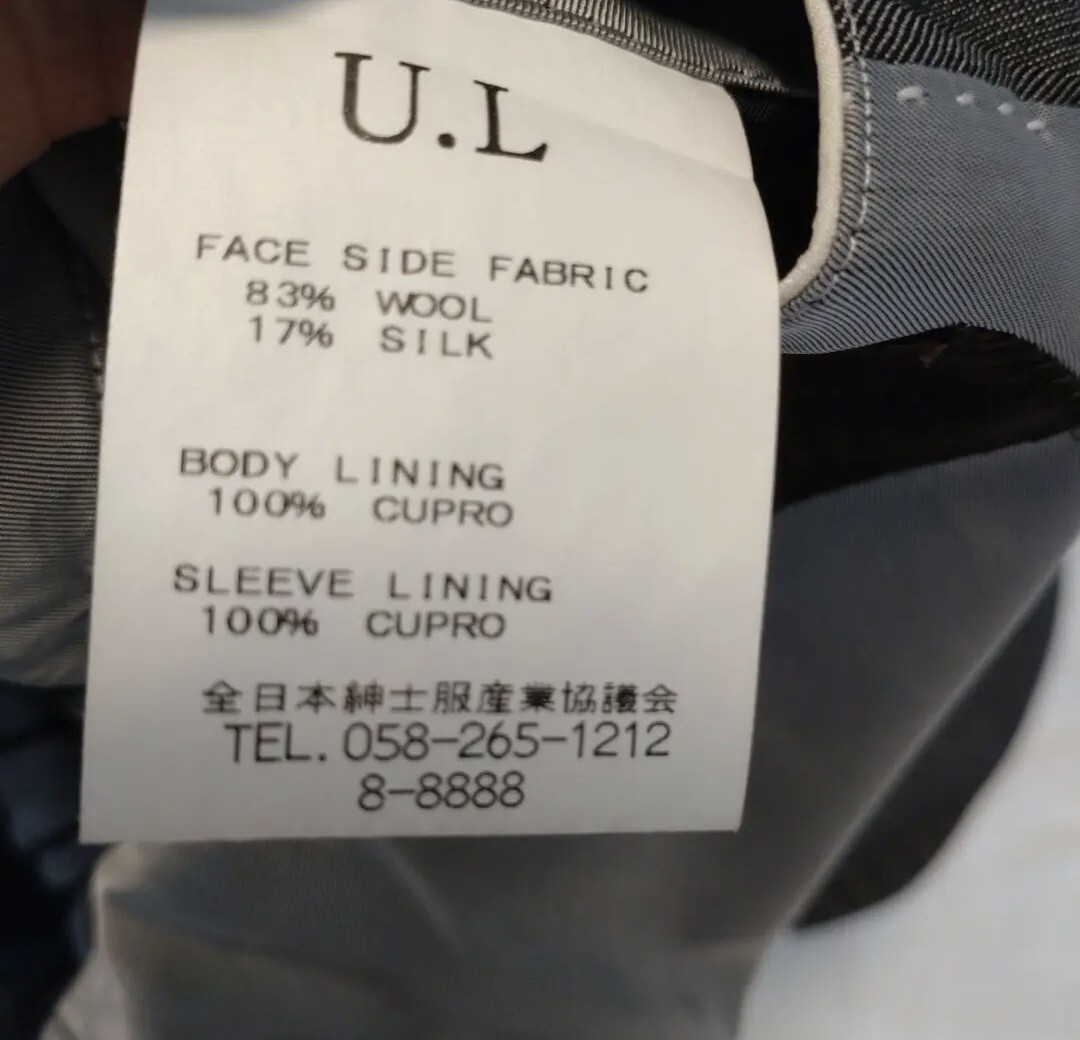 U.L
FACE SIDE FABRIC
83% WOOL
17% SILK
BODY LINING
100% CUPRO
SLEEVE LINING
100% CUPRO
全日本紳士服産業協議会
TEL.058-265-1212
8-8888